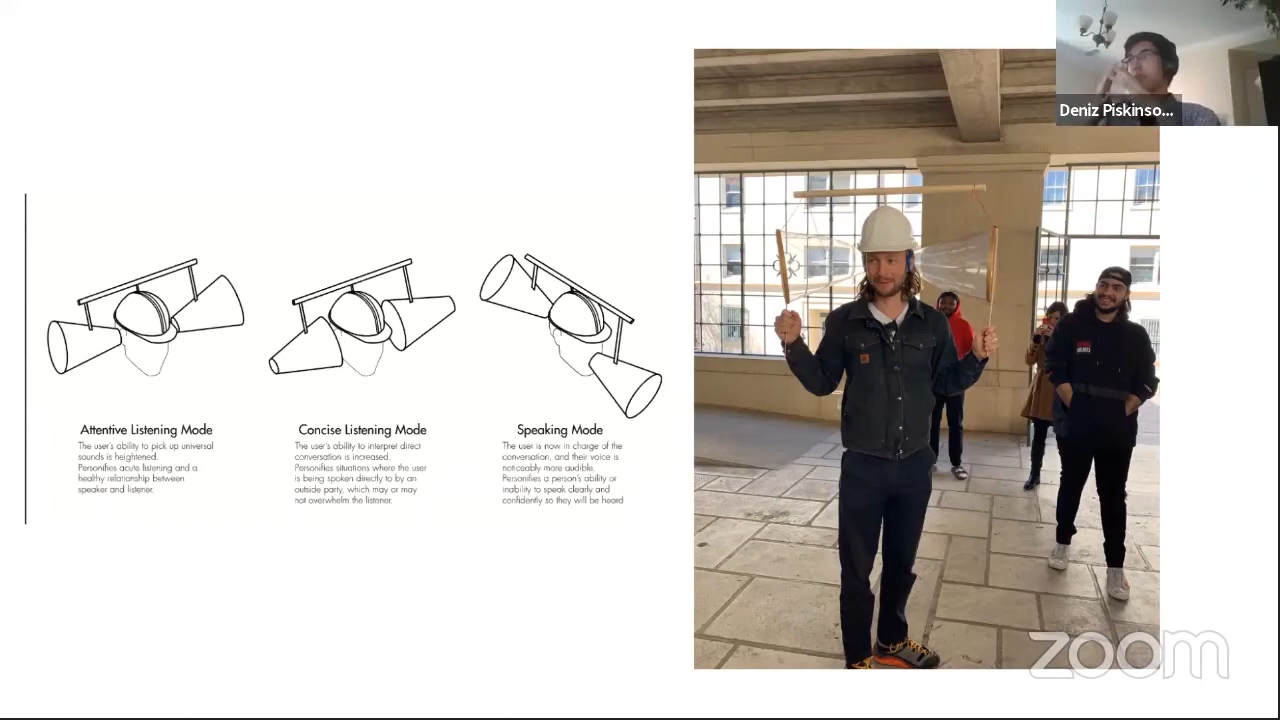 Deniz Piskinso...
Attentive Listening Mode
The user's ability to pick up universal
sounds is heightened.
Personifies acute listening and a
healthy relationship between
speaker and listener.
Concise Listening Mode
The user's ability to interpret direct
conversation is increased.
Personifies situations where the user
is being spoken directly to by an
outside party, which may or may
not overwhelm the listener.
Speaking Mode
The user is now in charge of the
conversation, and their voice is
noticeably more audible.
Personifies a person's ability or
inability to speak clearly and
confidently so they will be heard
zoom